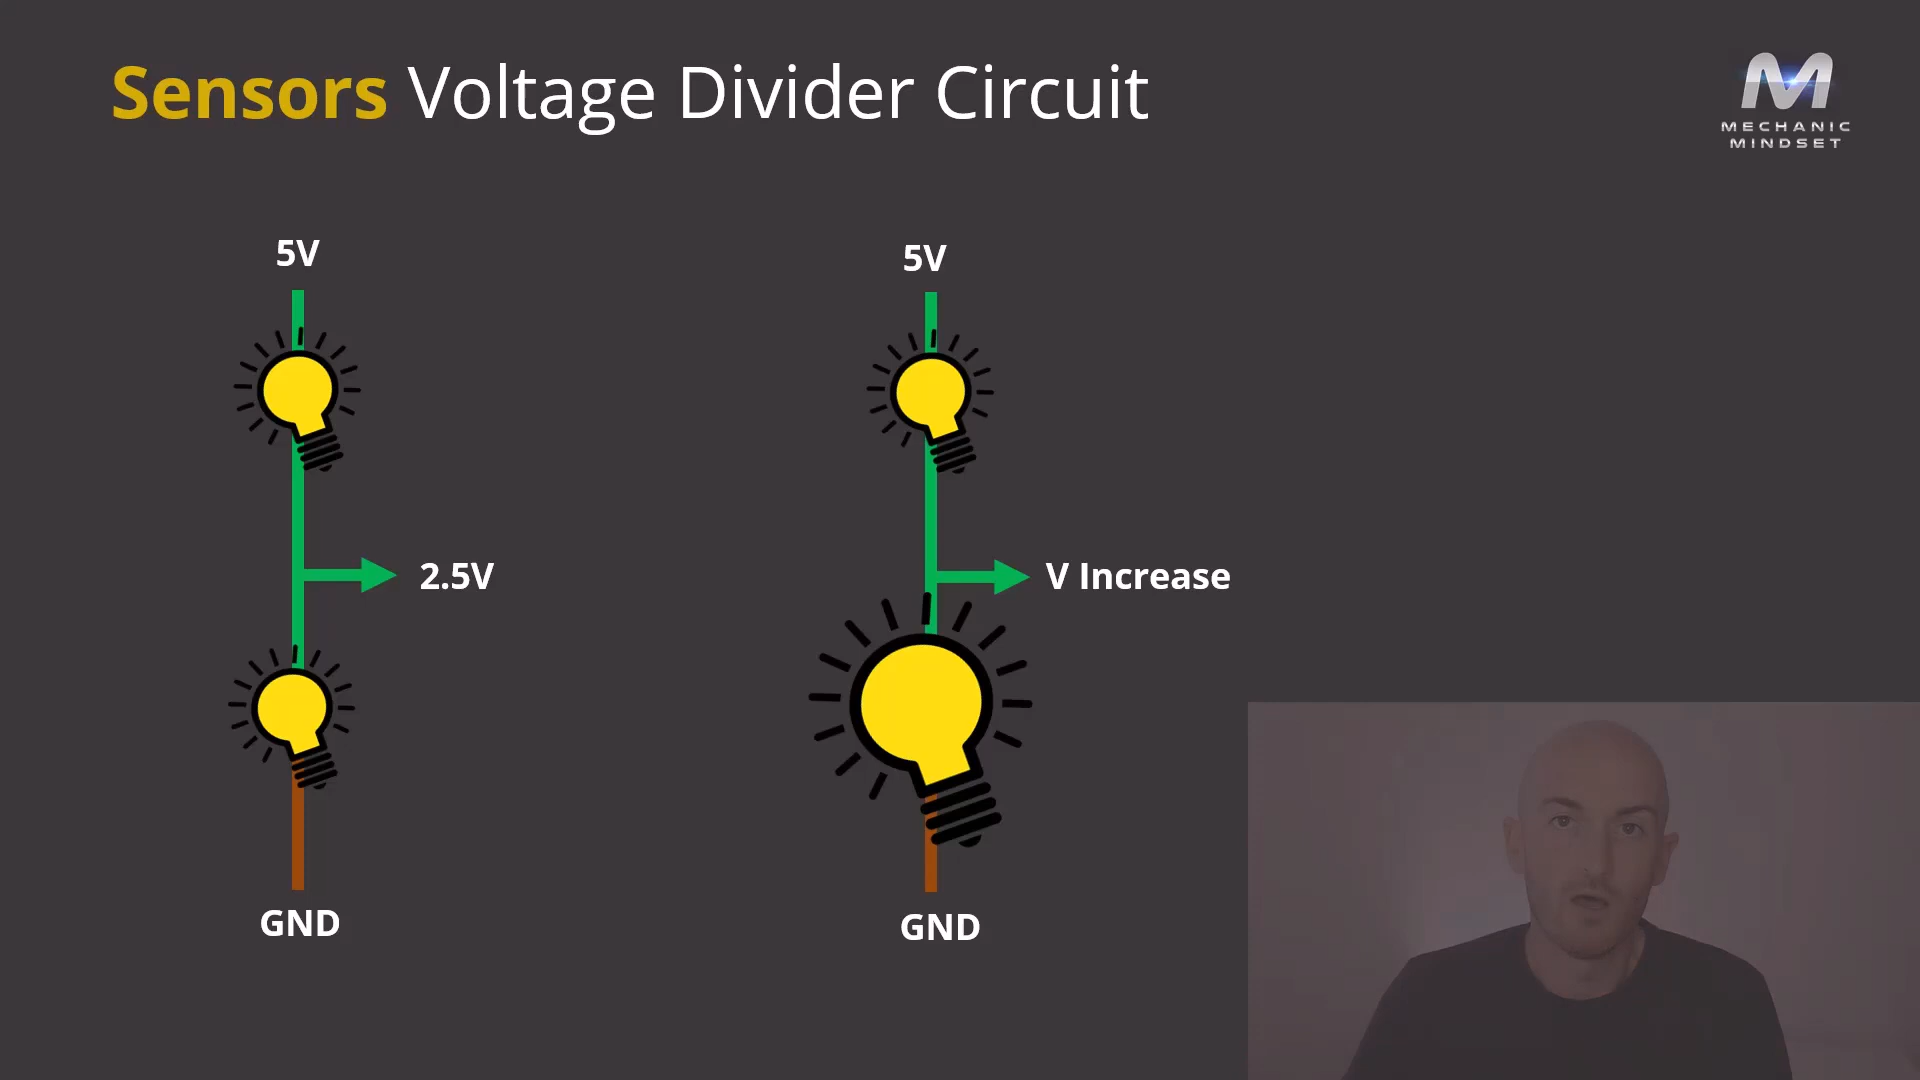 Sensors Voltage Divider Circuit
MECHANIC
MINDSET
5V
5V
2.5V
V Increase
GND
GND